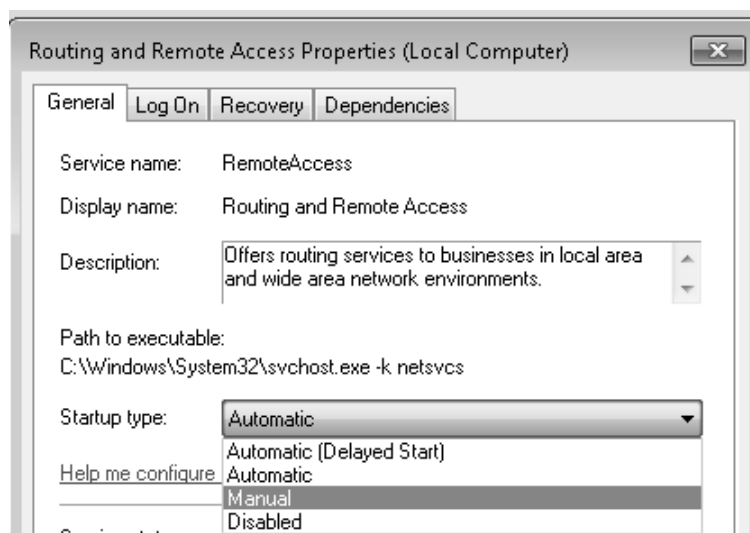 Routing and Remote Access Properties (Local Computer)
General Log On Recovery Dependencies
Service name: RemoteAccess
Display name: Routing and Remote Access
Description: Offers routing services to businesses in local area
and wide area network environments.
Path to executable:
C:\Windows\System32\svchost.exe -k netsvcs
Startup type: Automatic
Automatic (Delayed Start)
Help me configure Automatic
Manual
Disabled